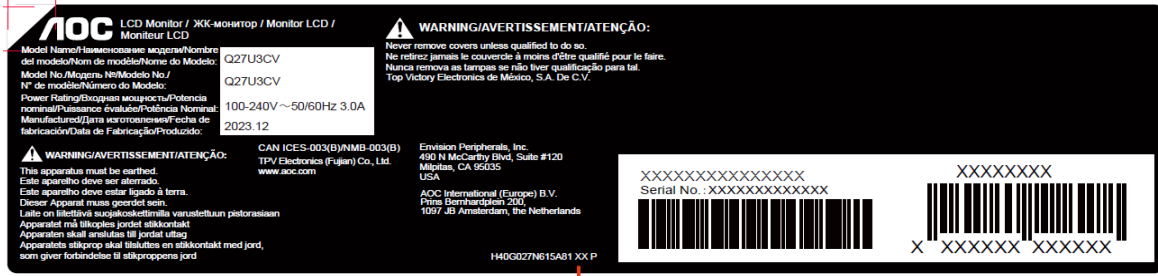 AOC
LCD Monitor / ЖК-монитор / Monitor LCD /
Moniteur LCD
Model Name/Наименование модели/Nombre
del modelo/Nom de modèle/Nome do Modelo:
Q27U3CV
Model No./Модель №/Modelo No./
N° de modèle/Número do Modelo:
Q27U3CV
Power Rating/Входная мощность/Potencia
nominal/Puissance évaluée/Potência Nominal:
100-240V～50/60Hz 3.0A
Manufactured/Дата изготовления/Fecha de
fabricación/Data de Fabricação/Produzido:
2023.12
WARNING/AVERTISSEMENT/ATENÇÃO:
Never remove covers unless qualified to do so.
Ne retirez jamais le couvercle à moins d'être qualifié pour le faire.
Nunca remova as tampas se não tiver qualificação para tal.
Top Victory Electronics de México, S.A. De C.V.
WARNING/AVERTISSEMENT/ATENÇÃO:
This apparatus must be earthed.
Este aparelho deve ser aterrado.
Este aparelho deve estar ligado à terra.
Dieser Apparat muss geerdet sein.
Laite on liitettävä suojakoskettimilla varustettuun pistorasiaan
Apparatet må tilkoples jordet stikkontakt
Apparaten skall anslutas till jordat uttag
Apparatets stikprop skal tilsluttes en stikkontakt med jord,
som giver forbindelse til stikproppens jord
CAN ICES-003(B)/NMB-003(B)
TPV Electronics (Fujian) Co., Ltd.
www.aoc.com
Envision Peripherals, Inc.
490 N McCarthy Blvd, Suite #120
Milpitas, CA 95035
USA
AOC International (Europe) B.V.
Prins Bernhardplein 200,
1097 JB Amsterdam, the Netherlands
H40G027N615A81 XX P
XXXXXXXXXXXXXXX
Serial No.:XXXXXXXXXXXXX
XXXXXXXX
X XXXXXX XXXXXX